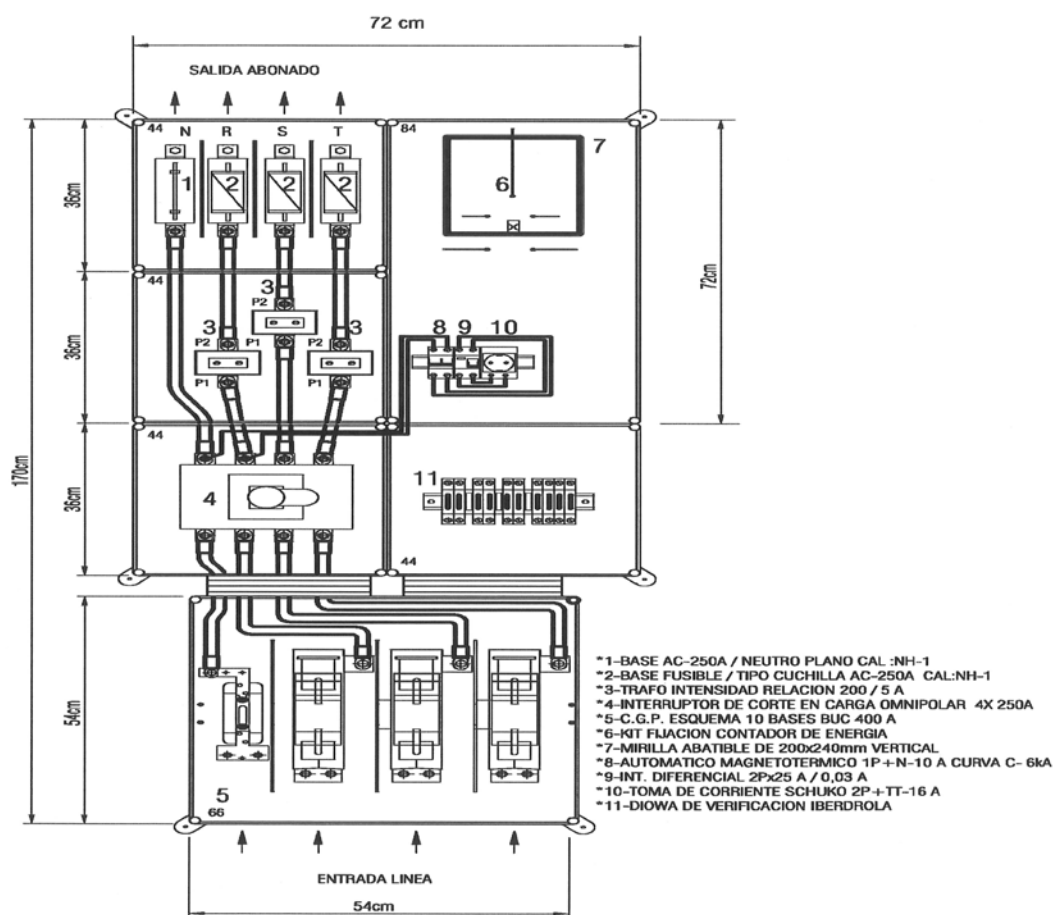 72 cm
SALIDA ABONADO
44
N
R
S
T
84
7
1
2
2
2
6
36cm
72cm
44
3
P2
3
P2
P1
3
P2
P1
P1
8
9
10
36cm
44
170cm
36cm
4
11
44
54cm
5
66
*1-BASE AC-250A / NEUTRO PLANO CAL :NH-1
*2-BASE FUSIBLE / TIPO CUCHILLA AC-250A CAL:NH-1
*3-TRAFO INTENSIDAD RELACION 200 / 5 A
*4-INTERRUPTOR DE CORTE EN CARGA OMNIPOLAR 4X 250A
*5-C.G.P. ESQUEMA 10 BASES BUC 400 A
*6-KIT FIJACION CONTADOR DE ENERGIA
*7-MIRILLA ABATIBLE DE 200x240mm VERTICAL
*8-AUTOMATICO MAGNETOTERMICO 1P+N-10 A CURVA C- 6kA
*9-INT. DIFERENCIAL 2Px25 A / 0,03 A
*10-TOMA DE CORRIENTE SCHUKO 2P+TT-16 A
*11-DIOWA DE VERIFICACION IBERDROLA
ENTRADA LINEA
54cm